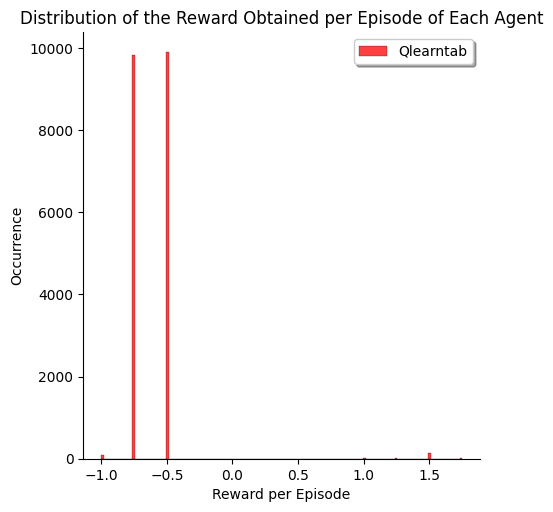 Distribution of the Reward Obtained per Episode of Each Agent
Qlearntab
10000
8000
6000
4000
2000
0
Occurrence
−1.0 −0.5 0.0 0.5 1.0 1.5
Reward per Episode